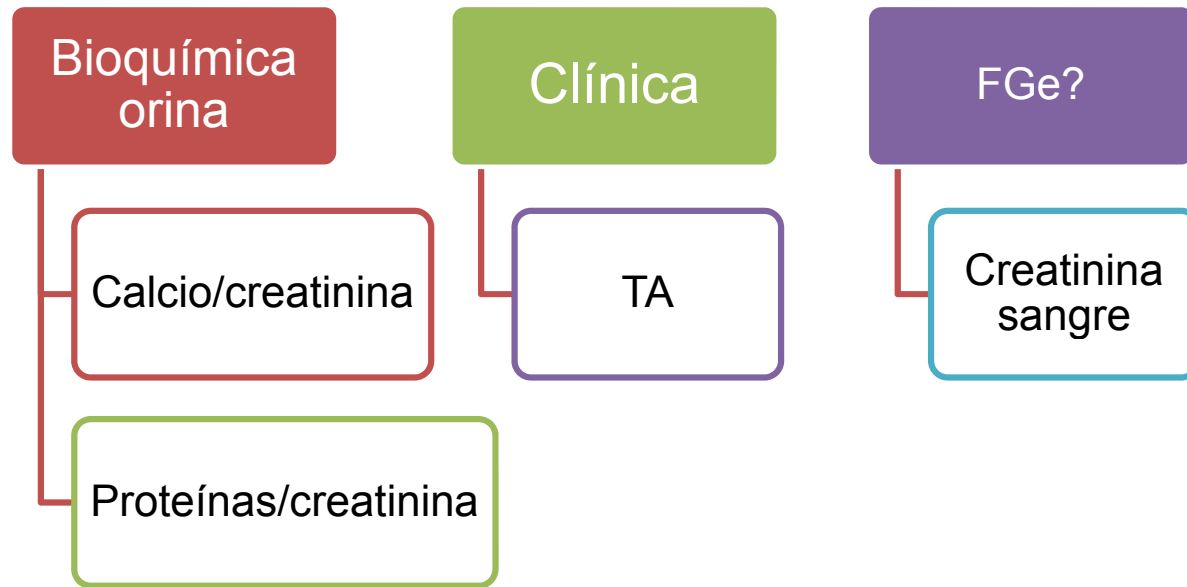 Bioquímica
orina
Calcio/creatinina
Proteínas/creatinina
Clínica
TA
FGe?
Creatinina
sangre